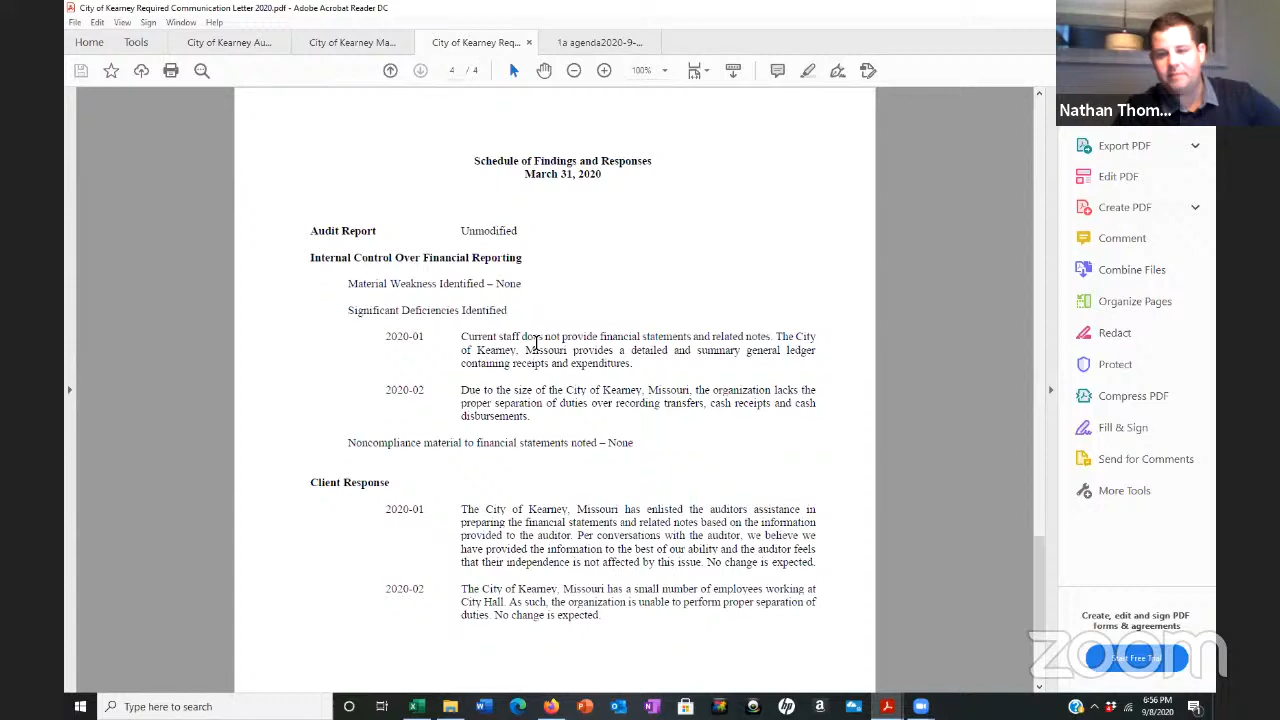 City of Kearney Required Communication Letter 2020.pdf - Adobe Acrobat Reader DC
File Edit View Sign Window Help
Home Tools City of Kearney Au... City of Kearney Ma... City of Kearney Req... × 1a agenda2020-9-...
4 / 4 100%
Nathan Thom...
Schedule of Findings and Responses
March 31, 2020
Audit Report Unmodified
Internal Control Over Financial Reporting
Material Weakness Identified – None
Significant Deficiencies Identified
2020-01 Current staff does not provide financial statements and related notes. The City
of Kearney, Missouri provides a detailed and summary general ledger
containing receipts and expenditures.
2020-02 Due to the size of the City of Kearney, Missouri, the organization lacks the
proper separation of duties over recording transfers, cash receipts and cash
disbursements.
Noncompliance material to financial statements noted – None
Client Response
2020-01 The City of Kearney, Missouri has enlisted the auditors assistance in
preparing the financial statements and related notes based on the information
provided to the auditor. Per conversations with the auditor, we believe we
have provided the information to the best of our ability and the auditor feels
that their independence is not affected by this issue. No change is expected.
2020-02 The City of Kearney, Missouri has a small number of employees working at
City Hall. As such, the organization is unable to perform proper separation of
duties. No change is expected.
Export PDF
Edit PDF
Create PDF
Comment
Combine Files
Organize Pages
Redact
Protect
Compress PDF
Fill & Sign
Send for Comments
More Tools
Create, edit and sign PDF
forms & agreements
Start Free Trial
zoom
Type here to search
6:56 PM
9/8/2020